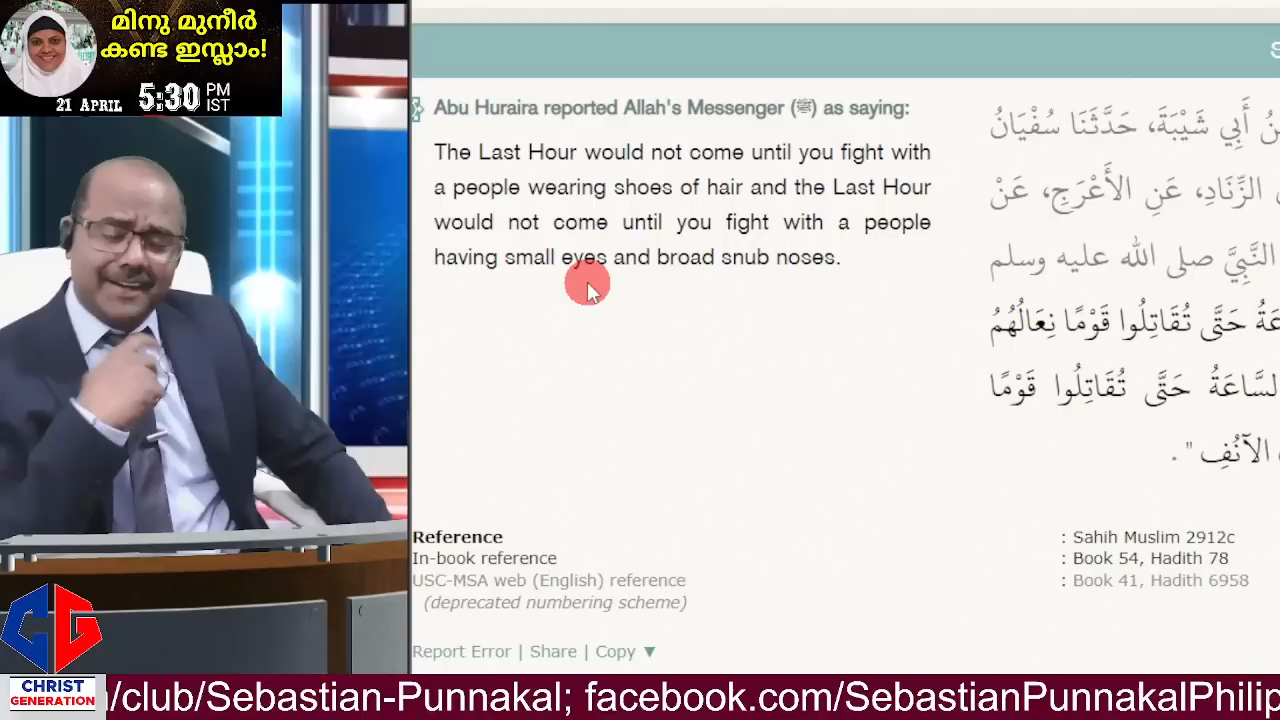 മിനു മുനീർ
കണ്ട ഇസ്ലാം!
21 APRIL 5:30 PM IST
S
Abu Huraira reported Allah's Messenger (ﷺ) as saying:
The Last Hour would not come until you fight with
a people wearing shoes of hair and the Last Hour
would not come until you fight with a people
having small eyes and broad snub noses.
أَبِي شَيْبَةَ، حَدَّثَنَا سُفْيَانُ
الزِّنَادِ، عَنِ الأَعْرَجِ، عَنْ
النَّبِيَّ صلى الله عليه وسلم
حَتَّى تُقَاتِلُوا قَوْمًا نِعَالُهُمُ
السَّاعَةُ حَتَّى تُقَاتِلُوا قَوْمًا
الآنُفِ " .
Reference : Sahih Muslim 2912c
In-book reference : Book 54, Hadith 78
USC-MSA web (English) reference : Book 41, Hadith 6958
(deprecated numbering scheme)
Report Error | Share | Copy ▼
CG
CHRIST
GENERATION
/club/Sebastian-Punnakal; facebook.com/SebastianPunnakalPhilip